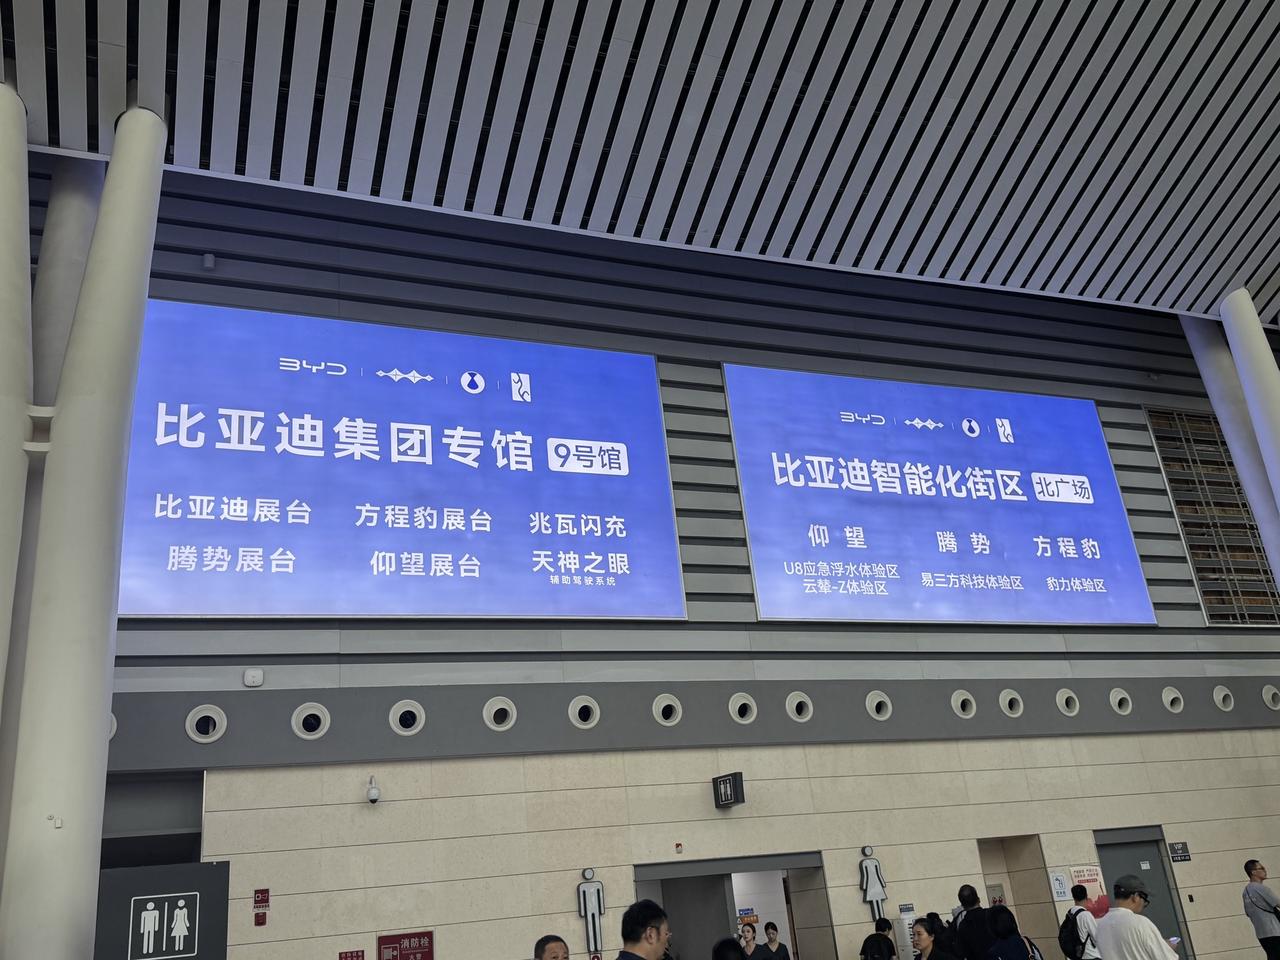 BYD
比亚迪集团专馆 9号馆
比亚迪展台 方程豹展台 兆瓦闪充
腾势展台 仰望展台 天神之眼
辅助驾驶系统
BYD
比亚迪智能化街区 北广场
仰望 腾势 方程豹
U8应急浮水体验区 易三方科技体验区 豹力体验区
云辇-Z体验区
VIP
消防栓